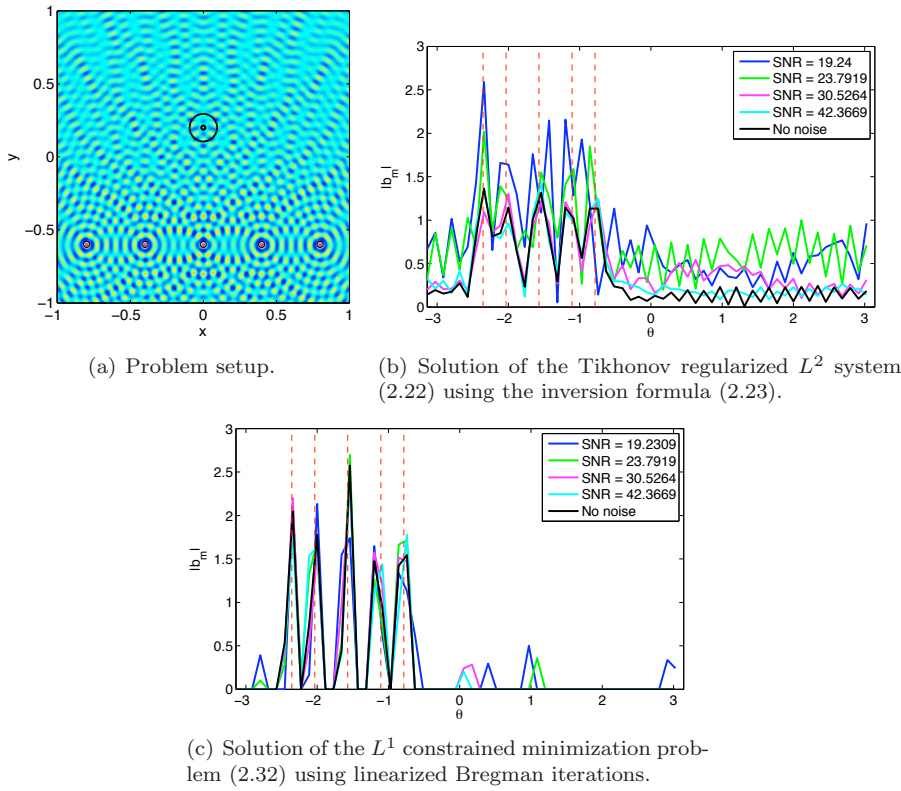 1
0.5
0
−0.5
−1
y
−1
−0.5
0
0.5
1
x
(a) Problem setup.
3
2.5
2
1.5
1
0.5
0
|b_m|
−3
−2
−1
0
1
2
3
θ
SNR = 19.24
SNR = 23.7919
SNR = 30.5264
SNR = 42.3669
No noise
(b) Solution of the Tikhonov regularized L² system
(2.22) using the inversion formula (2.23).
3
2.5
2
1.5
1
0.5
0
|b_m|
−3
−2
−1
0
1
2
3
θ
SNR = 19.2309
SNR = 23.7919
SNR = 30.5264
SNR = 42.3669
No noise
(c) Solution of the L¹ constrained minimization prob-
lem (2.32) using linearized Bregman iterations.